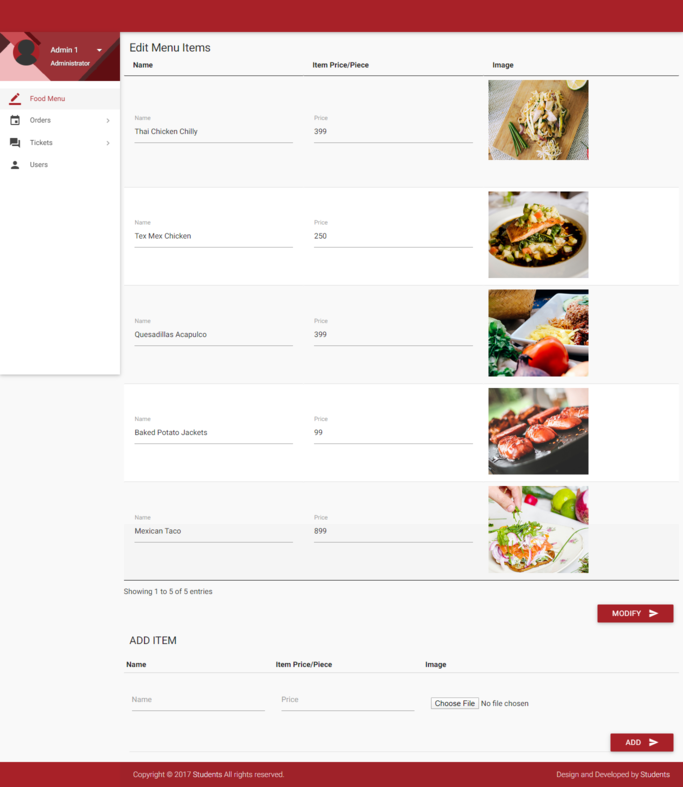 Admin 1
Administrator
Food Menu
Orders
Tickets
Users
Edit Menu Items
Name Item Price/Piece Image
Name Price
Thai Chicken Chilly 399
Name Price
Tex Mex Chicken 250
Name Price
Quesadillas Acapulco 399
Name Price
Baked Potato Jackets 99
Name Price
Mexican Taco 899
Showing 1 to 5 of 5 entries
MODIFY
ADD ITEM
Name Item Price/Piece Image
Name Price Choose File No file chosen
ADD
Copyright © 2017 Students All rights reserved. Design and Developed by Students